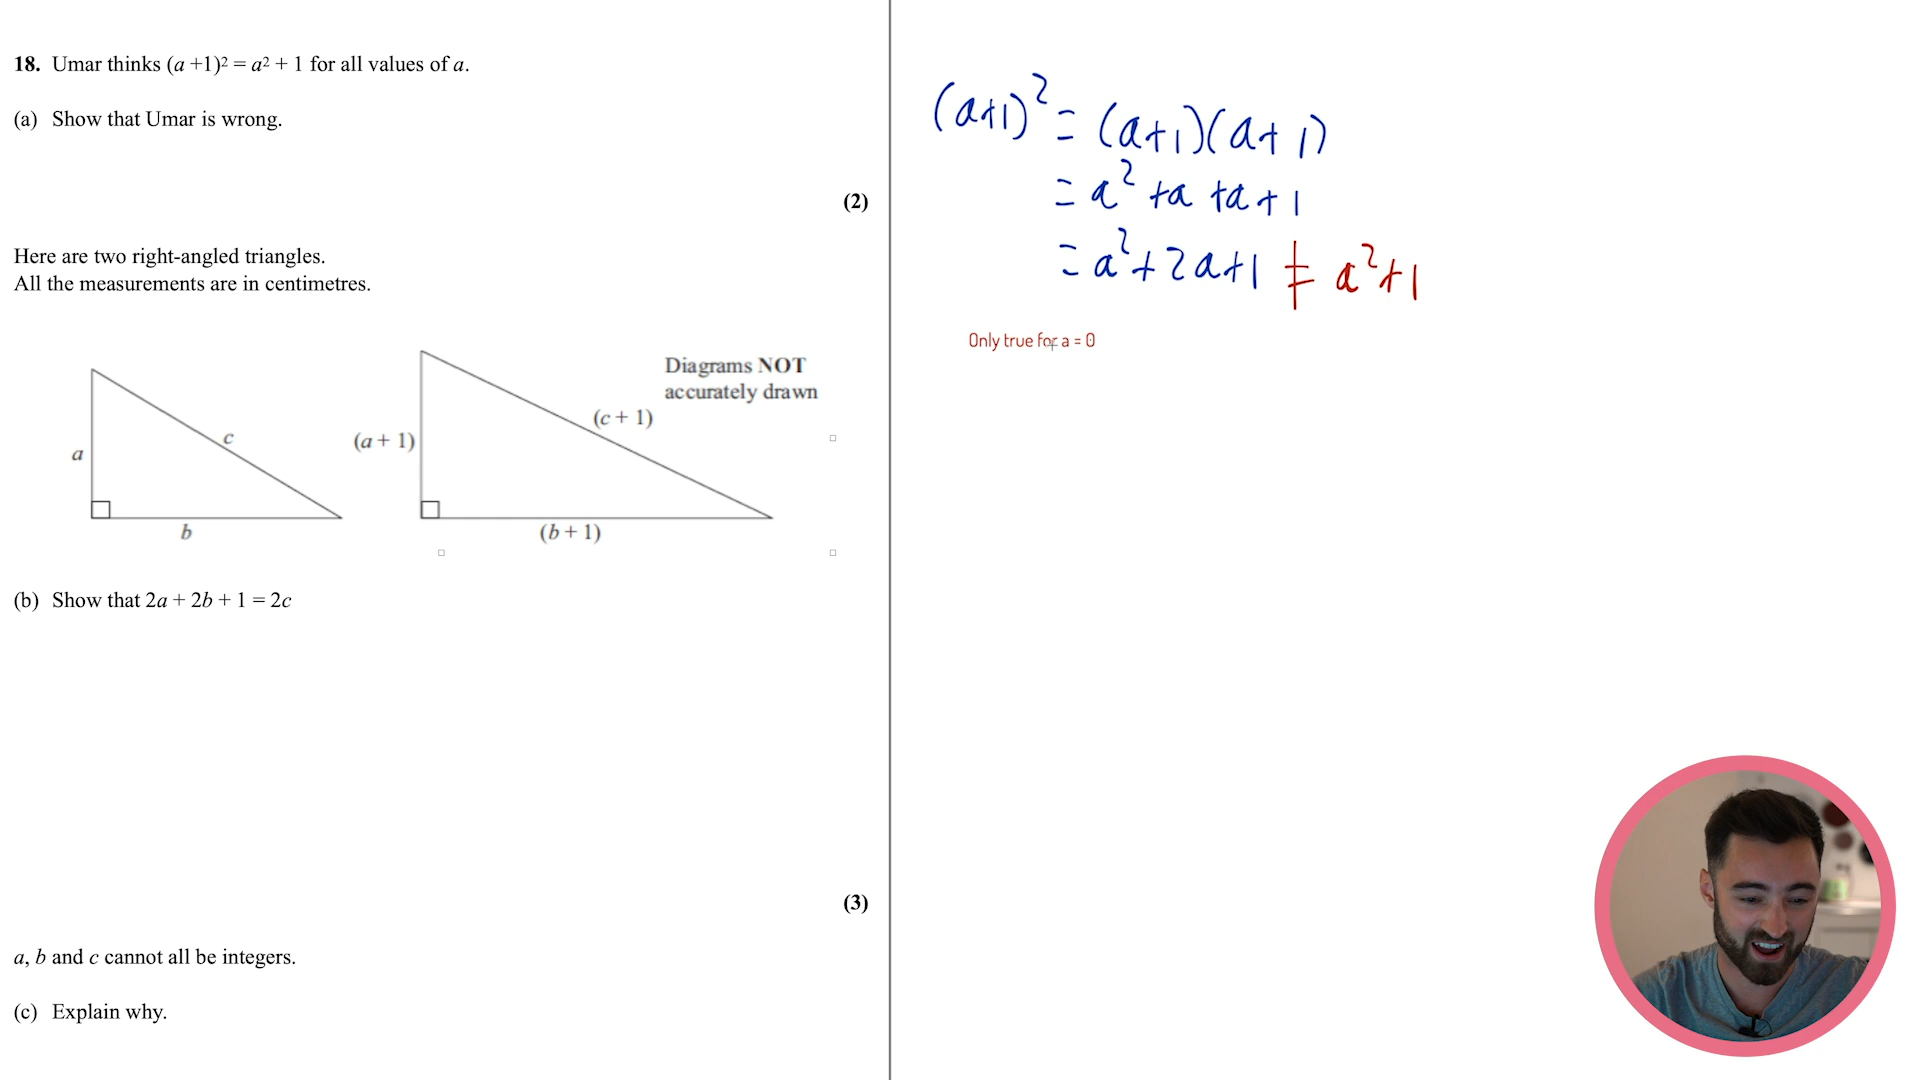 18. Umar thinks (a +1)² = a² + 1 for all values of a.
(a) Show that Umar is wrong.
(2)
Here are two right-angled triangles.
All the measurements are in centimetres.
Diagrams NOT
accurately drawn
a
c
b
(a + 1)
(c + 1)
(b + 1)
(b) Show that 2a + 2b + 1 = 2c
(3)
a, b and c cannot all be integers.
(c) Explain why.
(a+1)² = (a+1)(a+1)
= a² + a + a + 1
= a² + 2a + 1 ≠ a² + 1
Only true for a = 0